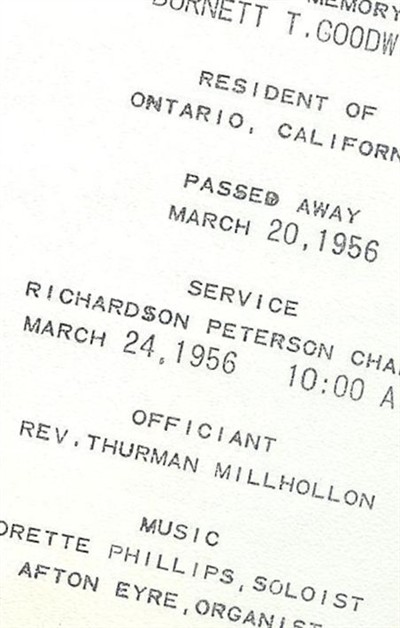 MEMORY
BURNETT T. GOODW
RESIDENT OF
ONTARIO, CALIFORN
PASSED AWAY
MARCH 20, 1956
SERVICE
RICHARDSON PETERSON CHA
MARCH 24, 1956 10:00 A
OFFICIANT
REV. THURMAN MILLHOLLON
MUSIC
ORETTE PHILLIPS, SOLOIST
AFTON EYRE, ORGANIST